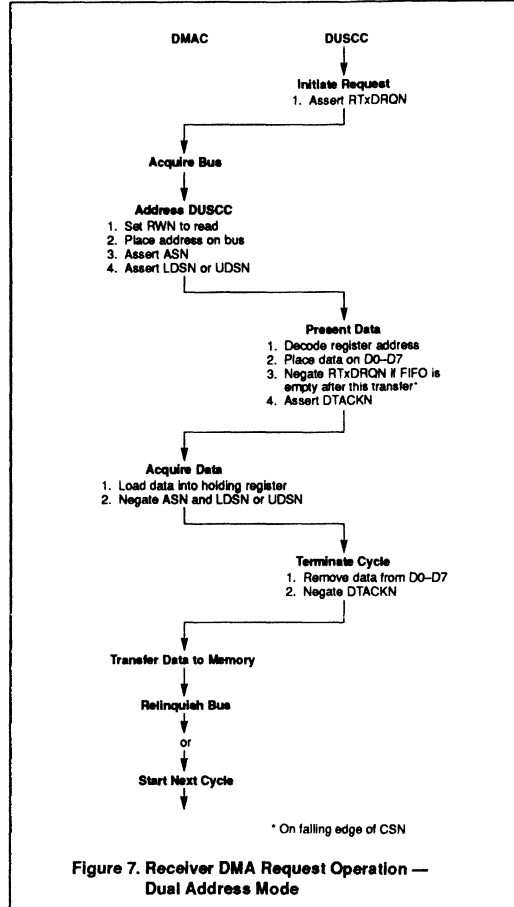 DMAC DUSCC
Initiate Request
1. Assert RTxDRQN
Acquire Bus
Address DUSCC
1. Set RWN to read
2. Place address on bus
3. Assert ASN
4. Assert LDSN or UDSN
Present Data
1. Decode register address
2. Place data on D0–D7
3. Negate RTxDRQN if FIFO is
empty after this transfer*
4. Assert DTACKN
Acquire Data
1. Load data into holding register
2. Negate ASN and LDSN or UDSN
Terminate Cycle
1. Remove data from D0–D7
2. Negate DTACKN
Transfer Data to Memory
Relinquish Bus
or
Start Next Cycle
* On falling edge of CSN
Figure 7. Receiver DMA Request Operation —
Dual Address Mode